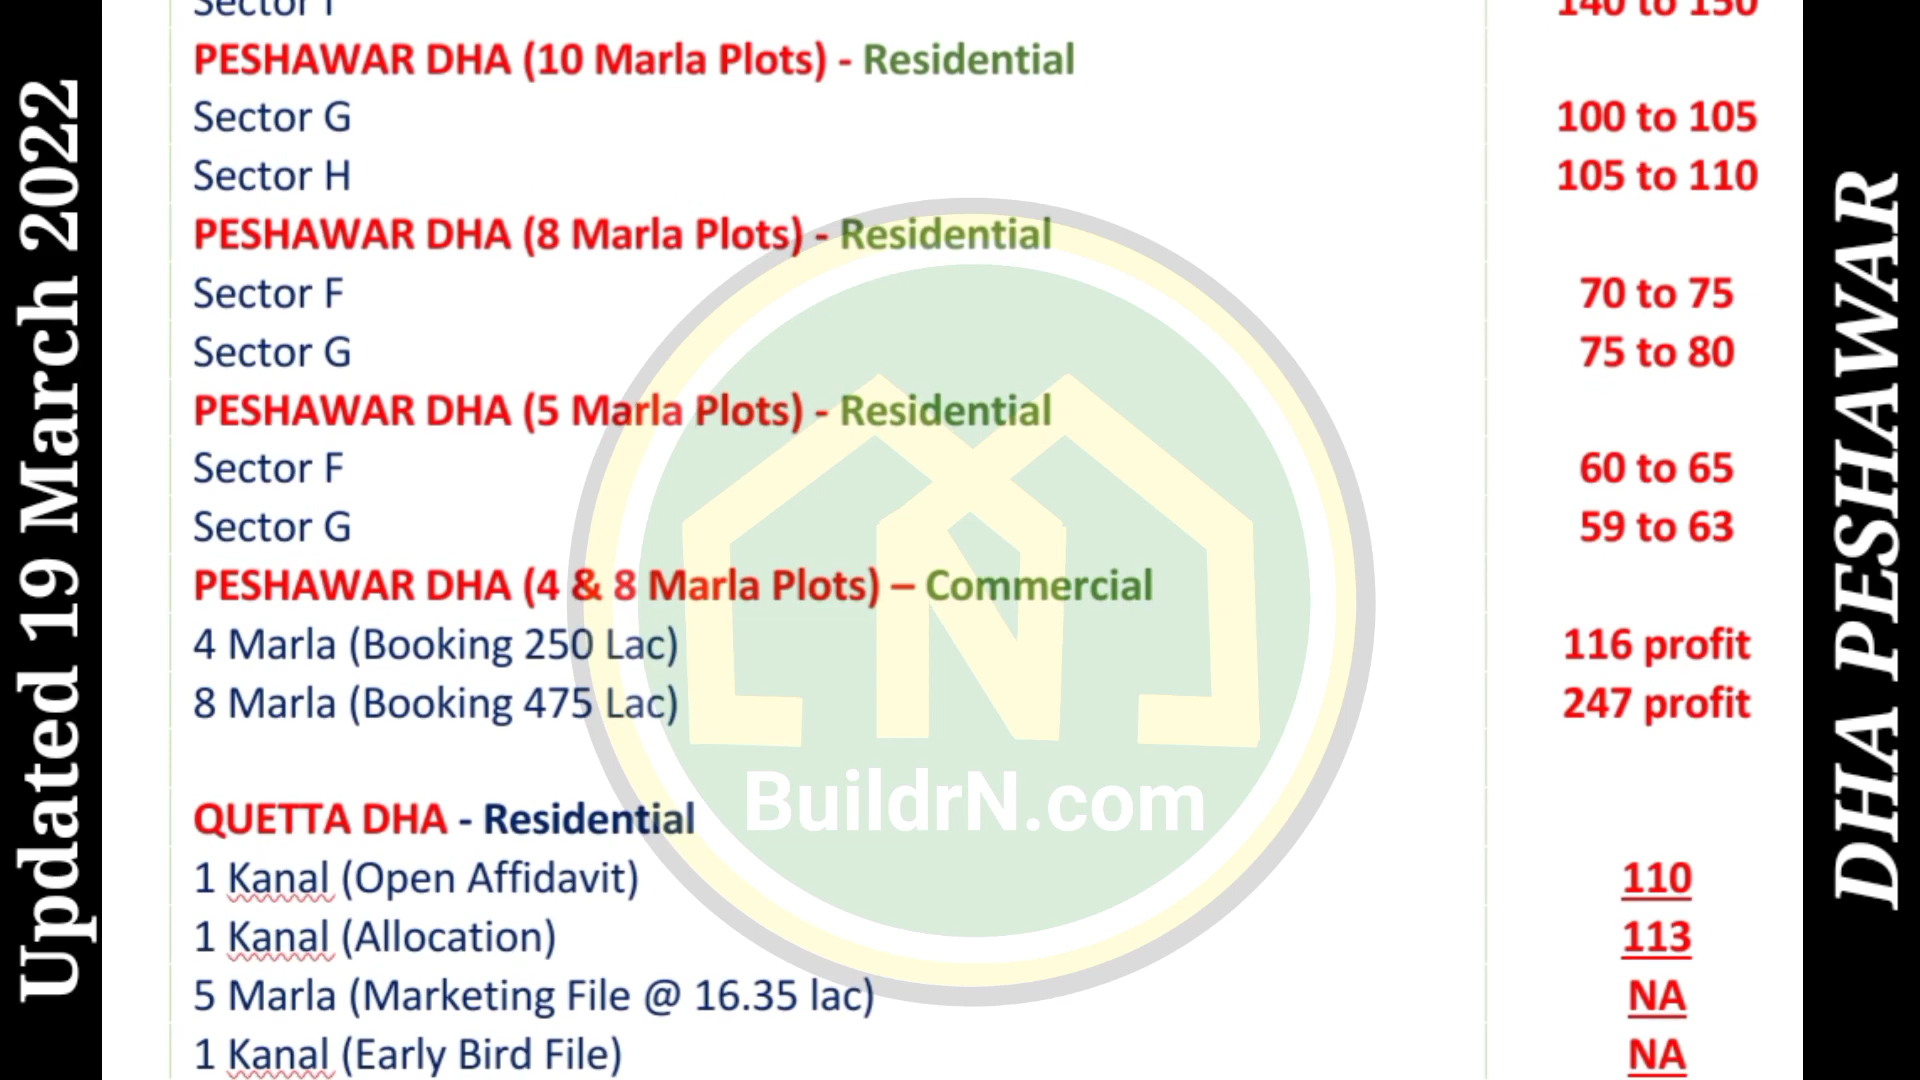 Updated 19 March 2022
140 to 150
PESHAWAR DHA (10 Marla Plots) - Residential
Sector G 100 to 105
Sector H 105 to 110
PESHAWAR DHA (8 Marla Plots) - Residential
Sector F 70 to 75
Sector G 75 to 80
PESHAWAR DHA (5 Marla Plots) - Residential
Sector F 60 to 65
Sector G 59 to 63
PESHAWAR DHA (4 & 8 Marla Plots) – Commercial
4 Marla (Booking 250 Lac) 116 profit
8 Marla (Booking 475 Lac) 247 profit
BuildrN.com
QUETTA DHA - Residential
1 Kanal (Open Affidavit) 110
1 Kanal (Allocation) 113
5 Marla (Marketing File @ 16.35 lac) NA
1 Kanal (Early Bird File) NA
DHA PESHAWAR